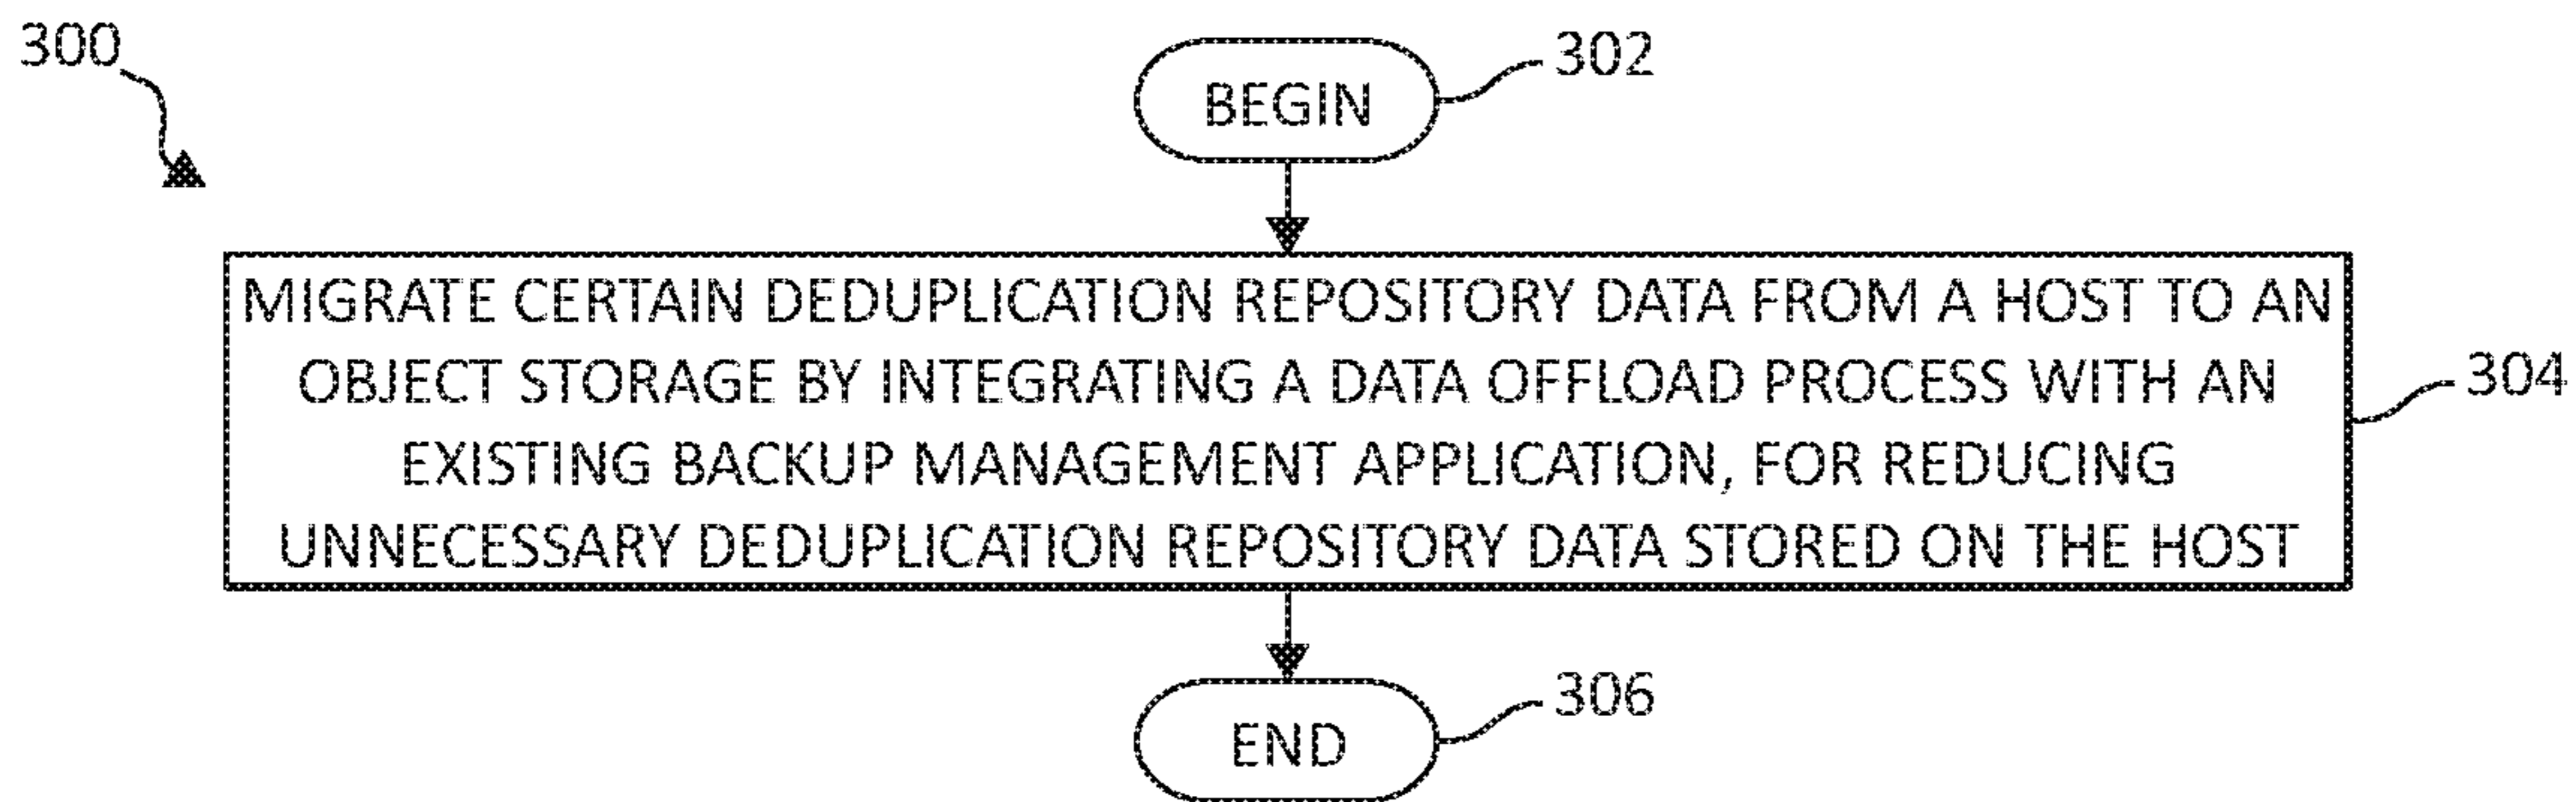 300
BEGIN
302
MIGRATE CERTAIN DEDUPLICATION REPOSITORY DATA FROM A HOST TO AN
OBJECT STORAGE BY INTEGRATING A DATA OFFLOAD PROCESS WITH AN
EXISTING BACKUP MANAGEMENT APPLICATION, FOR REDUCING
UNNECESSARY DEDUPLICATION REPOSITORY DATA STORED ON THE HOST
304
END
306